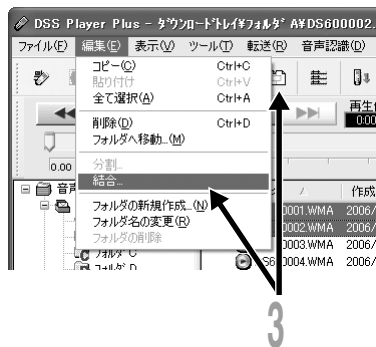 DSS Player Plus - ﾀﾞｳﾝﾛｰﾄﾞﾄﾚｲ¥ﾌｫﾙﾀﾞ A¥DS600002.
ファイル(F) 編集(E) 表示(V) ツール(T) 転送(R) 音声認識(D)
コピー(C) Ctrl+C
貼り付け Ctrl+V
全て選択(A) Ctrl+A
削除(D) Ctrl+D
フォルダへ移動...(M)
分割...
結合...
フォルダの新規作成...(N)
フォルダ名の変更(R)
フォルダの削除
再生
0:00
0.00
音声
作成
0001.WMA 2006/
0002.WMA 2006/
0003.WMA 2006/
ﾌｫﾙﾀﾞ C
S600004.WMA 2006/
3